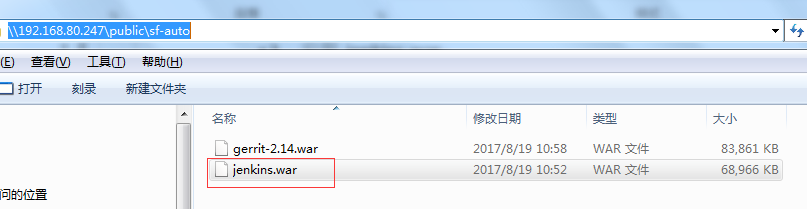 \\192.168.80.247\public\sf-auto
(E) 查看(V) 工具(T) 帮助(H)
打开 刻录 新建文件夹
名称 修改日期 类型 大小
gerrit-2.14.war 2017/8/19 10:58 WAR 文件 83,861 KB
jenkins.war 2017/8/19 10:52 WAR 文件 68,966 KB
问的位置